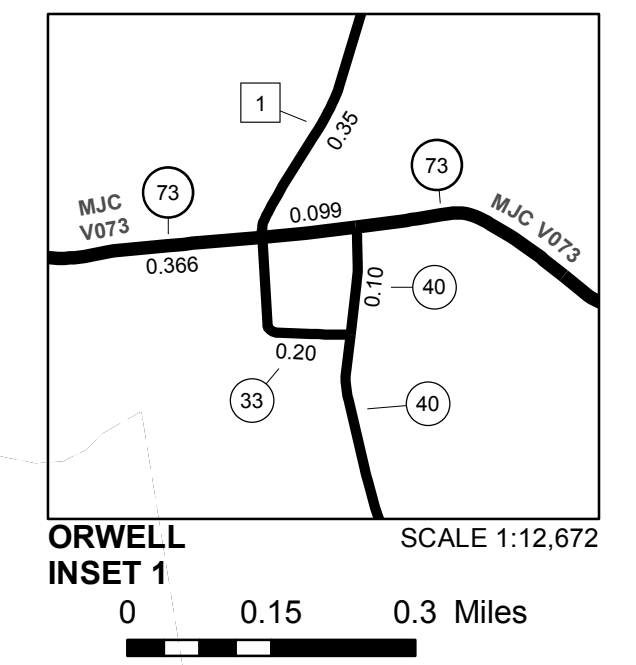 1
0.35
73
73
MJC
V073
0.099
MJC V073
0.366
0.10
40
0.20
33
40
ORWELL
INSET 1
SCALE 1:12,672
0 0.15 0.3 Miles